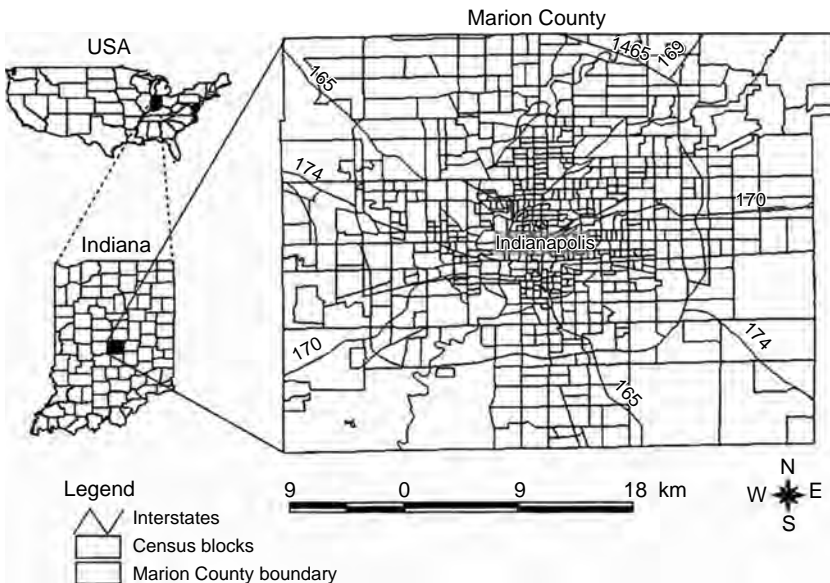 Marion County
USA
Indiana
165
1465
169
174
170
Indianapolis
170
174
165
9 0 9 18 km
N
W E
S
Legend
Interstates
Census blocks
Marion County boundary